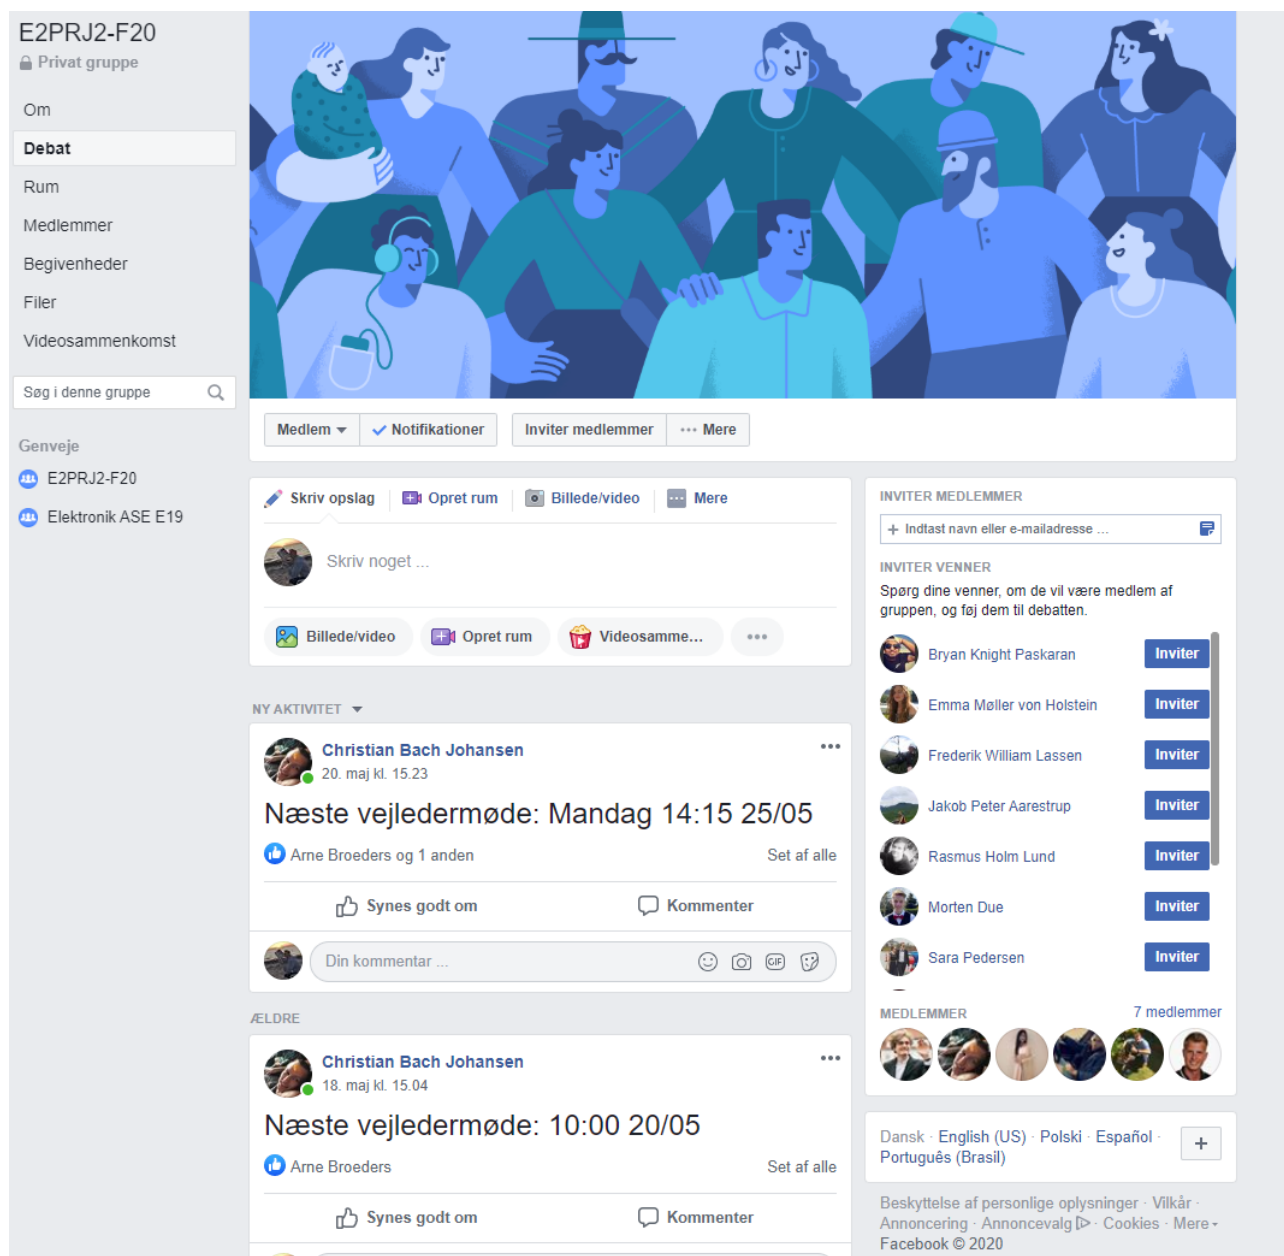 E2PRJ2-F20
Privat gruppe
Om
Debat
Rum
Medlemmer
Begivenheder
Filer
Videosammenkomst
Søg i denne gruppe
Genveje
E2PRJ2-F20
Elektronik ASE E19
Medlem
Notifikationer
Inviter medlemmer
Mere
Skriv opslag
Opret rum
Billede/video
Mere
Skriv noget ...
Billede/video
Opret rum
Videosamme...
NY AKTIVITET
Christian Bach Johansen
20. maj kl. 15.23
Næste vejledermøde: Mandag 14:15 25/05
Arne Broeders og 1 anden
Set af alle
Synes godt om
Kommenter
Din kommentar ...
GIF
ÆLDRE
Christian Bach Johansen
18. maj kl. 15.04
Næste vejledermøde: 10:00 20/05
Arne Broeders
Set af alle
Synes godt om
Kommenter
INVITER MEDLEMMER
+ Indtast navn eller e-mailadresse ...
INVITER VENNER
Spørg dine venner, om de vil være medlem af
gruppen, og føj dem til debatten.
Bryan Knight Paskaran Inviter
Emma Møller von Holstein Inviter
Frederik William Lassen Inviter
Jakob Peter Aarestrup Inviter
Rasmus Holm Lund Inviter
Morten Due Inviter
Sara Pedersen Inviter
MEDLEMMER 7 medlemmer
Dansk · English (US) · Polski · Español ·
Português (Brasil)
+
Beskyttelse af personlige oplysninger · Vilkår ·
Annoncering · Annoncevalg · Cookies · Mere
Facebook © 2020